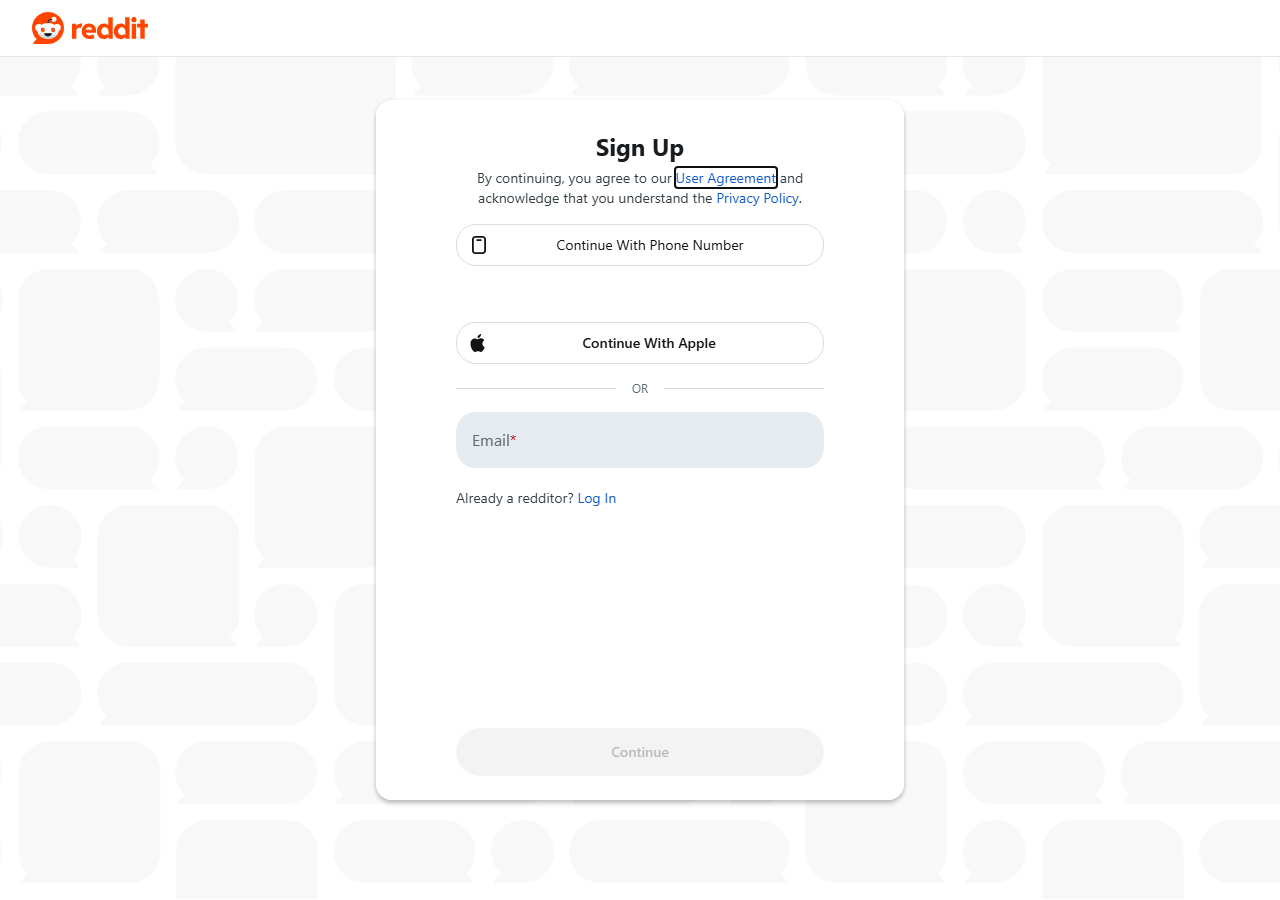 reddit
Sign Up
By continuing, you agree to our User Agreement and
acknowledge that you understand the Privacy Policy.
Continue With Phone Number
Continue With Apple
OR
Email*
Already a redditor? Log In
Continue